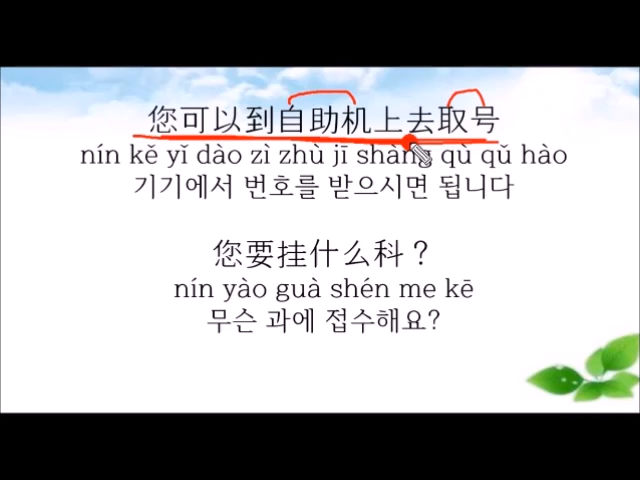 您可以到自助机上去取号
nín kě yǐ dào zì zhù jī shàng qù qǔ hào
기기에서 번호를 받으시면 됩니다
您要挂什么科？
nín yào guà shén me kē
무슨 과에 접수해요?